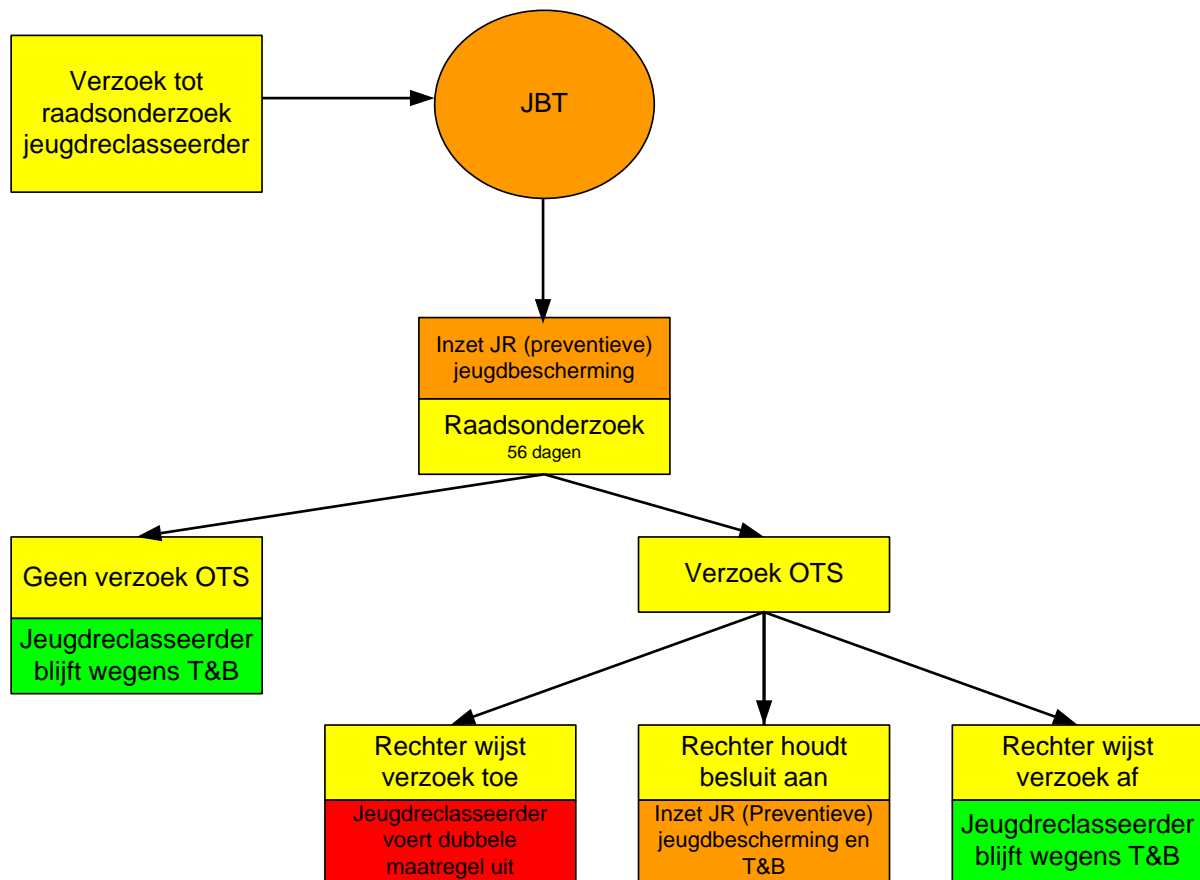 Verzoek tot
raadsonderzoek
jeugdreclasseerder
JBT
Inzet JR (preventieve)
jeugdbescherming
Raadsonderzoek
56 dagen
Geen verzoek OTS
Jeugdreclasseerder
blijft wegens T&B
Verzoek OTS
Rechter wijst
verzoek toe
Jeugdreclasseerder
voert dubbele
maatregel uit
Rechter houdt
besluit aan
Inzet JR (Preventieve)
jeugdbescherming en
T&B
Rechter wijst
verzoek af
Jeugdreclasseerder
blijft wegens T&B